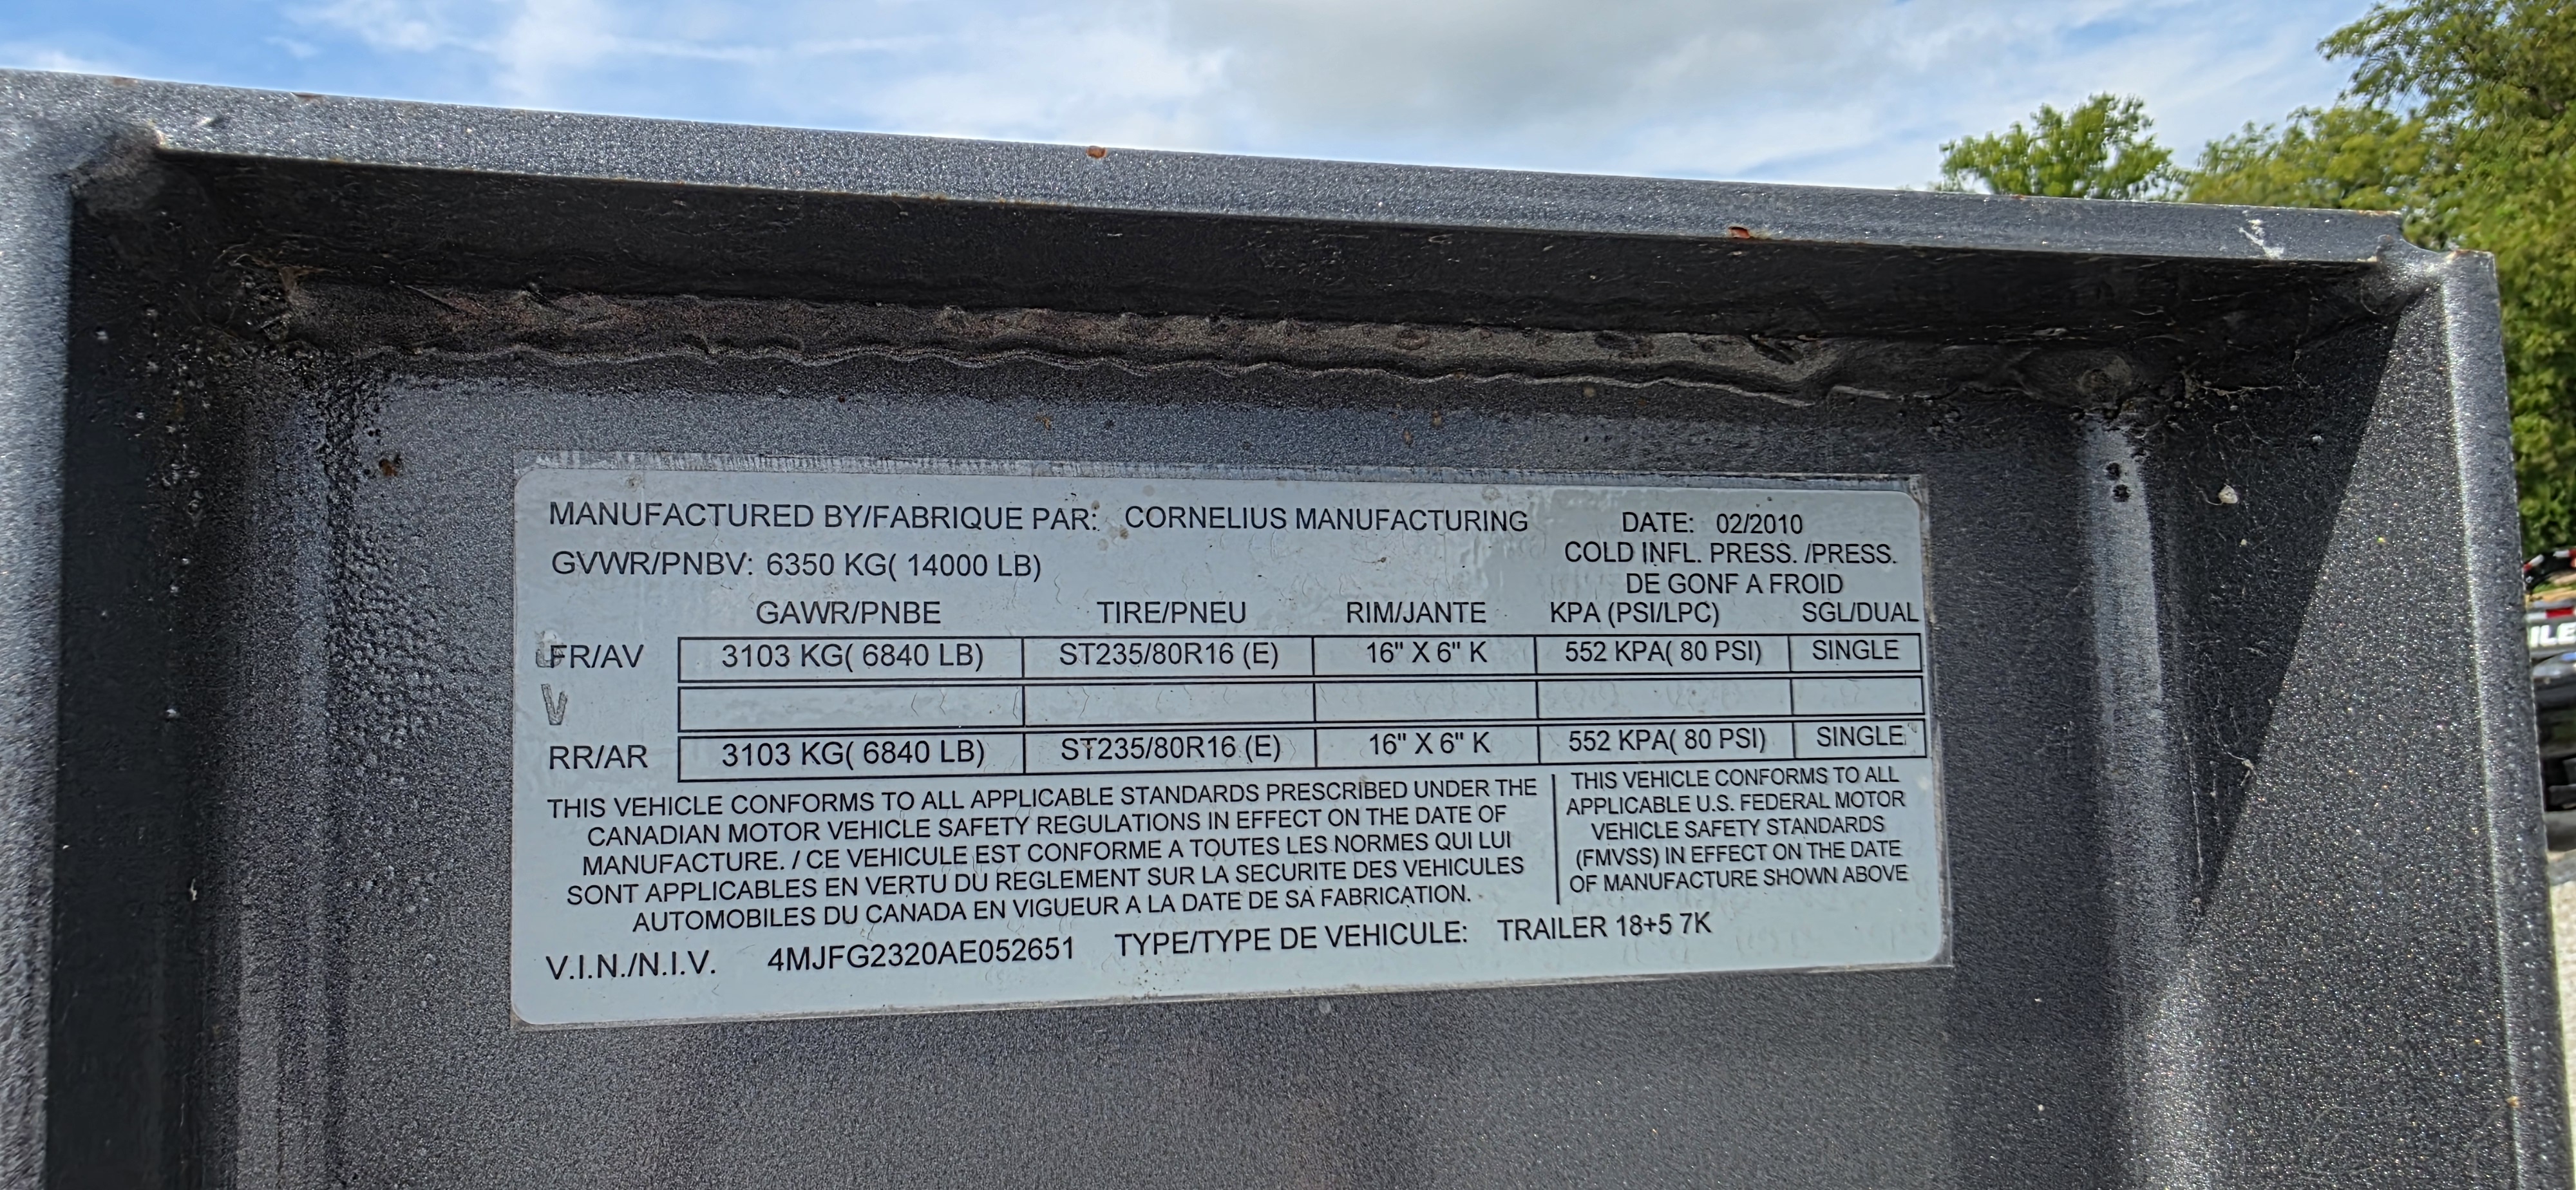 MANUFACTURED BY/FABRIQUE PAR: CORNELIUS MANUFACTURING DATE: 02/2010
GVWR/PNBV: 6350 KG( 14000 LB) COLD INFL. PRESS. /PRESS.
DE GONF A FROID
GAWR/PNBE TIRE/PNEU RIM/JANTE KPA (PSI/LPC) SGL/DUAL
FR/AV 3103 KG( 6840 LB) ST235/80R16 (E) 16" X 6" K 552 KPA( 80 PSI) SINGLE
V
RR/AR 3103 KG( 6840 LB) ST235/80R16 (E) 16" X 6" K 552 KPA( 80 PSI) SINGLE
THIS VEHICLE CONFORMS TO ALL APPLICABLE STANDARDS PRESCRIBED UNDER THE
CANADIAN MOTOR VEHICLE SAFETY REGULATIONS IN EFFECT ON THE DATE OF
MANUFACTURE. / CE VEHICULE EST CONFORME A TOUTES LES NORMES QUI LUI
SONT APPLICABLES EN VERTU DU REGLEMENT SUR LA SECURITE DES VEHICULES
AUTOMOBILES DU CANADA EN VIGUEUR A LA DATE DE SA FABRICATION.
THIS VEHICLE CONFORMS TO ALL
APPLICABLE U.S. FEDERAL MOTOR
VEHICLE SAFETY STANDARDS
(FMVSS) IN EFFECT ON THE DATE
OF MANUFACTURE SHOWN ABOVE
V.I.N./N.I.V. 4MJFG2320AE052651 TYPE/TYPE DE VEHICULE: TRAILER 18+5 7K